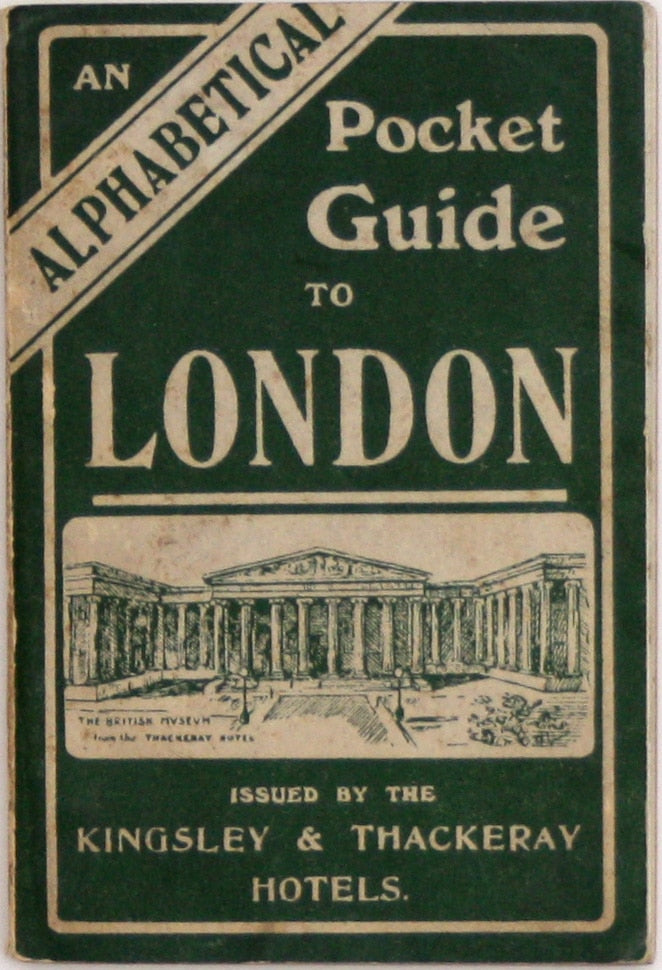 AN
ALPHABETICAL
Pocket
Guide
TO
LONDON
THE BRITISH MVSEVM
from the THACKERAY HOTEL
ISSUED BY THE
KINGSLEY & THACKERAY
HOTELS.